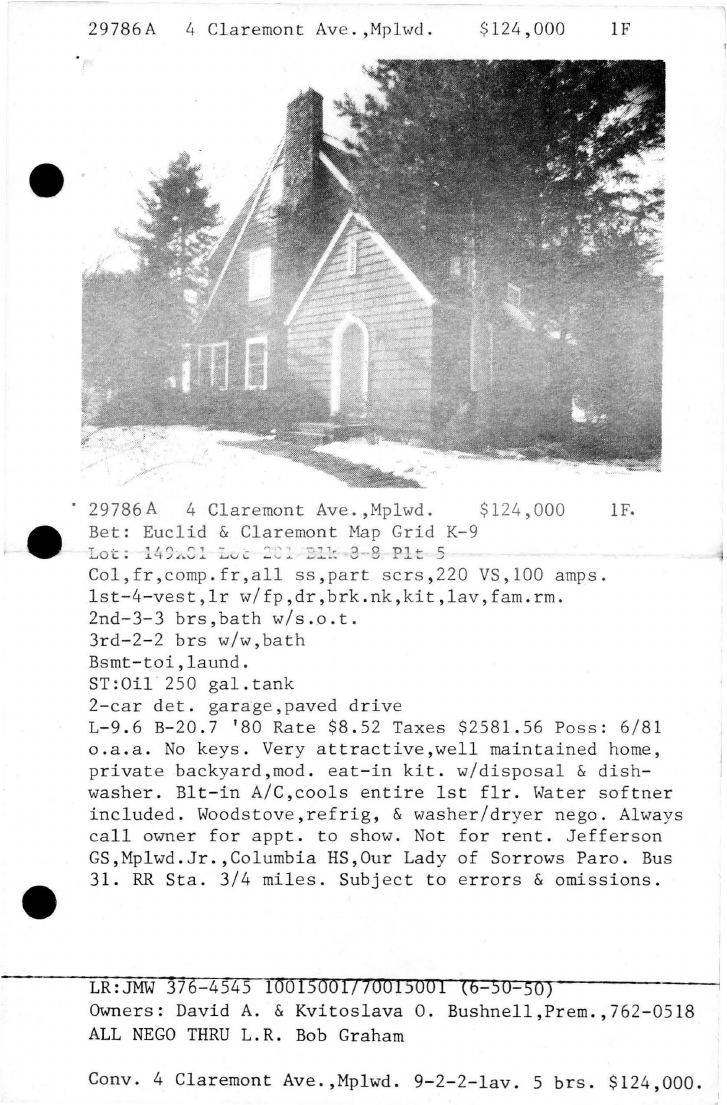 29786A 4 Claremont Ave.,Mplwd. $124,000 1F
29786A 4 Claremont Ave.,Mplwd. $124,000 1F.
Bet: Euclid & Claremont Map Grid K-9
Lot: 149x81 Lot 281 Blk 8-8 Plt 5
Col,fr,comp.fr,all ss,part scrs,220 VS,100 amps.
1st-4-vest,lr w/fp,dr,brk.nk,kit,lav,fam.rm.
2nd-3-3 brs,bath w/s.o.t.
3rd-2-2 brs w/w,bath
Bsmt-toi,laund.
ST:Oil 250 gal.tank
2-car det. garage,paved drive
L-9.6 B-20.7 '80 Rate $8.52 Taxes $2581.56 Poss: 6/81
o.a.a. No keys. Very attractive,well maintained home,
private backyard,mod. eat-in kit. w/disposal & dish-
washer. Blt-in A/C,cools entire 1st flr. Water softner
included. Woodstove,refrig, & washer/dryer nego. Always
call owner for appt. to show. Not for rent. Jefferson
GS,Mplwd.Jr.,Columbia HS,Our Lady of Sorrows Paro. Bus
31. RR Sta. 3/4 miles. Subject to errors & omissions.
LR:JMW 376-4545 10015001/70015001 (6-50-50)
Owners: David A. & Kvitoslava O. Bushnell,Prem.,762-0518
ALL NEGO THRU L.R. Bob Graham
Conv. 4 Claremont Ave.,Mplwd. 9-2-2-lav. 5 brs. $124,000.